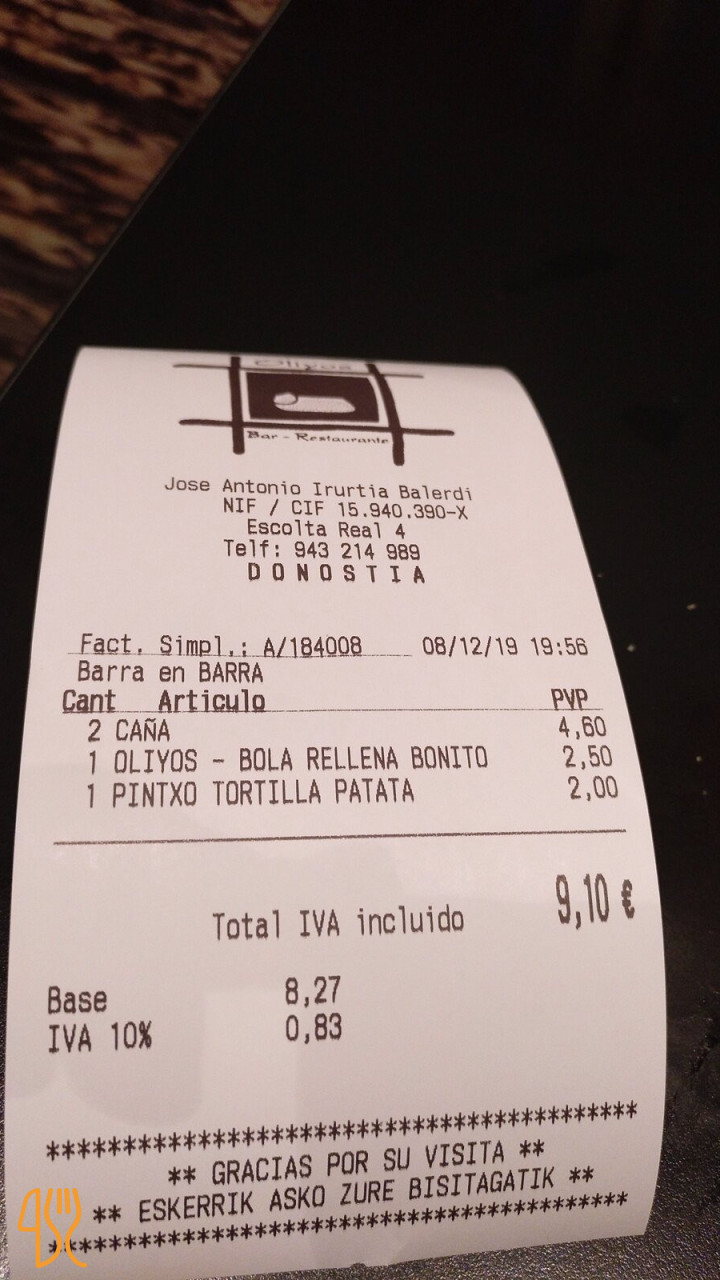 Oliyos
Bar - Restaurante
Jose Antonio Irurtia Balerdi
NIF / CIF 15.940.390-X
Escolta Real 4
Telf: 943 214 989
D O N O S T I A
Fact. Simpl.: A/184008 08/12/19 19:56
Barra en BARRA
Cant Articulo PVP
2 CAÑA 4,60
1 OLIYOS - BOLA RELLENA BONITO 2,50
1 PINTXO TORTILLA PATATA 2,00
Total IVA incluido 9,10 €
Base 8,27
IVA 10% 0,83
****************************************
** GRACIAS POR SU VISITA **
** ESKERRIK ASKO ZURE BISITAGATIK **
****************************************